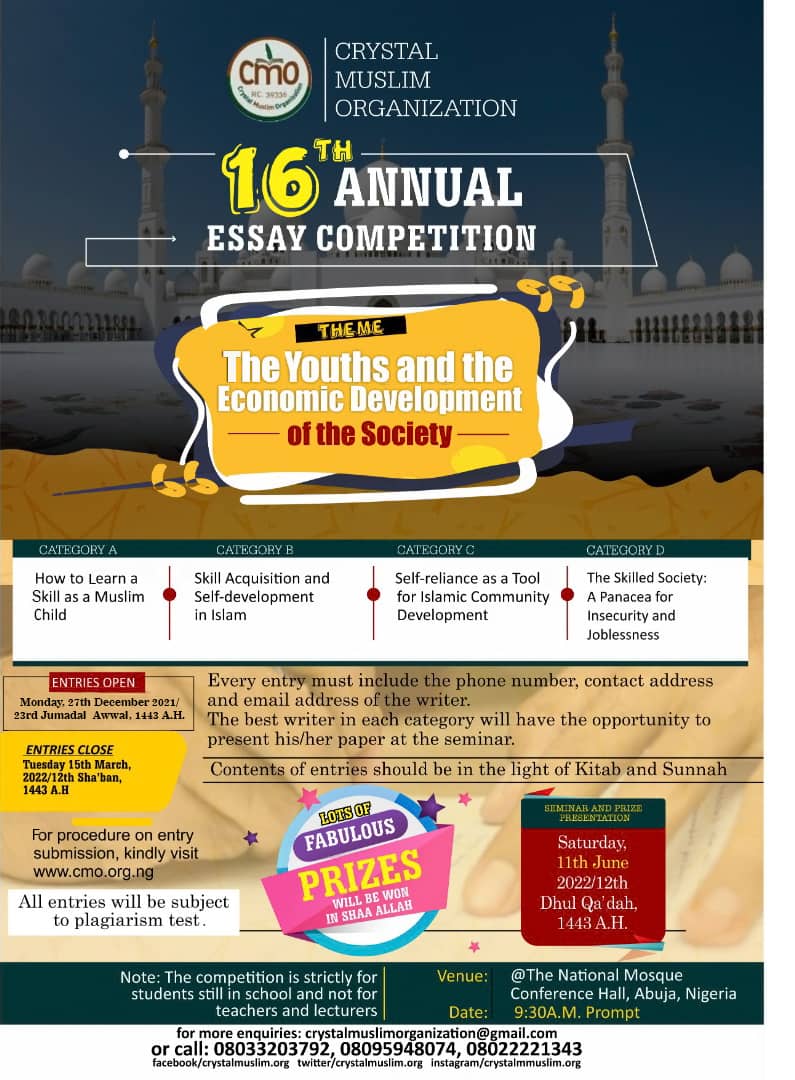 cmo
RC. 39336
Crystal Muslim Organization
CRYSTAL
MUSLIM
ORGANIZATION
16TH ANNUAL
ESSAY COMPETITION
THEME
The Youths and the
Economic Development
of the Society
CATEGORY A
How to Learn a
Skill as a Muslim
Child
CATEGORY B
Skill Acquisition and
Self-development
in Islam
CATEGORY C
Self-reliance as a Tool
for Islamic Community
Development
CATEGORY D
The Skilled Society:
A Panacea for
Insecurity and
Joblessness
ENTRIES OPEN
Monday, 27th December 2021/
23rd Jumadal Awwal, 1443 A.H.
ENTRIES CLOSE
Tuesday 15th March,
2022/12th Sha'ban,
1443 A.H
Every entry must include the phone number, contact address
and email address of the writer.
The best writer in each category will have the opportunity to
present his/her paper at the seminar.
Contents of entries should be in the light of Kitab and Sunnah
For procedure on entry
submission, kindly visit
www.cmo.org.ng
All entries will be subject
to plagiarism test.
LOTS OF
FABULOUS
PRIZES
WILL BE WON
IN SHAA ALLAH
SEMINAR AND PRIZE
PRESENTATION
Saturday,
11th June
2022/12th
Dhul Qa'dah,
1443 A.H.
Note: The competition is strictly for
students still in school and not for
teachers and lecturers
Venue: @The National Mosque
Conference Hall, Abuja, Nigeria
Date: 9:30A.M. Prompt
for more enquiries: crystalmuslimorganization@gmail.com
or call: 08033203792, 08095948074, 08022221343
facebook/crystalmuslim.org twitter/crystalmuslim.org instagram/crystalmmuslim.org